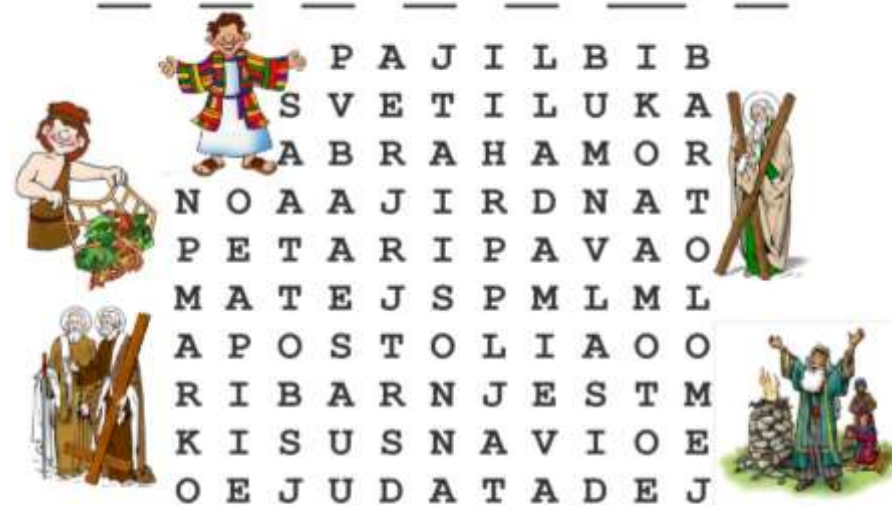 P A J I L B I B
S V E T I L U K A
A B R A H A M O R
N O A A J I R D N A T
P E T A R I P A V A O
M A T E J S P M L M L
A P O S T O L I A O O
R I B A R N J E S T M
K I S U S N A V I O E
O E J U D A T A D E J